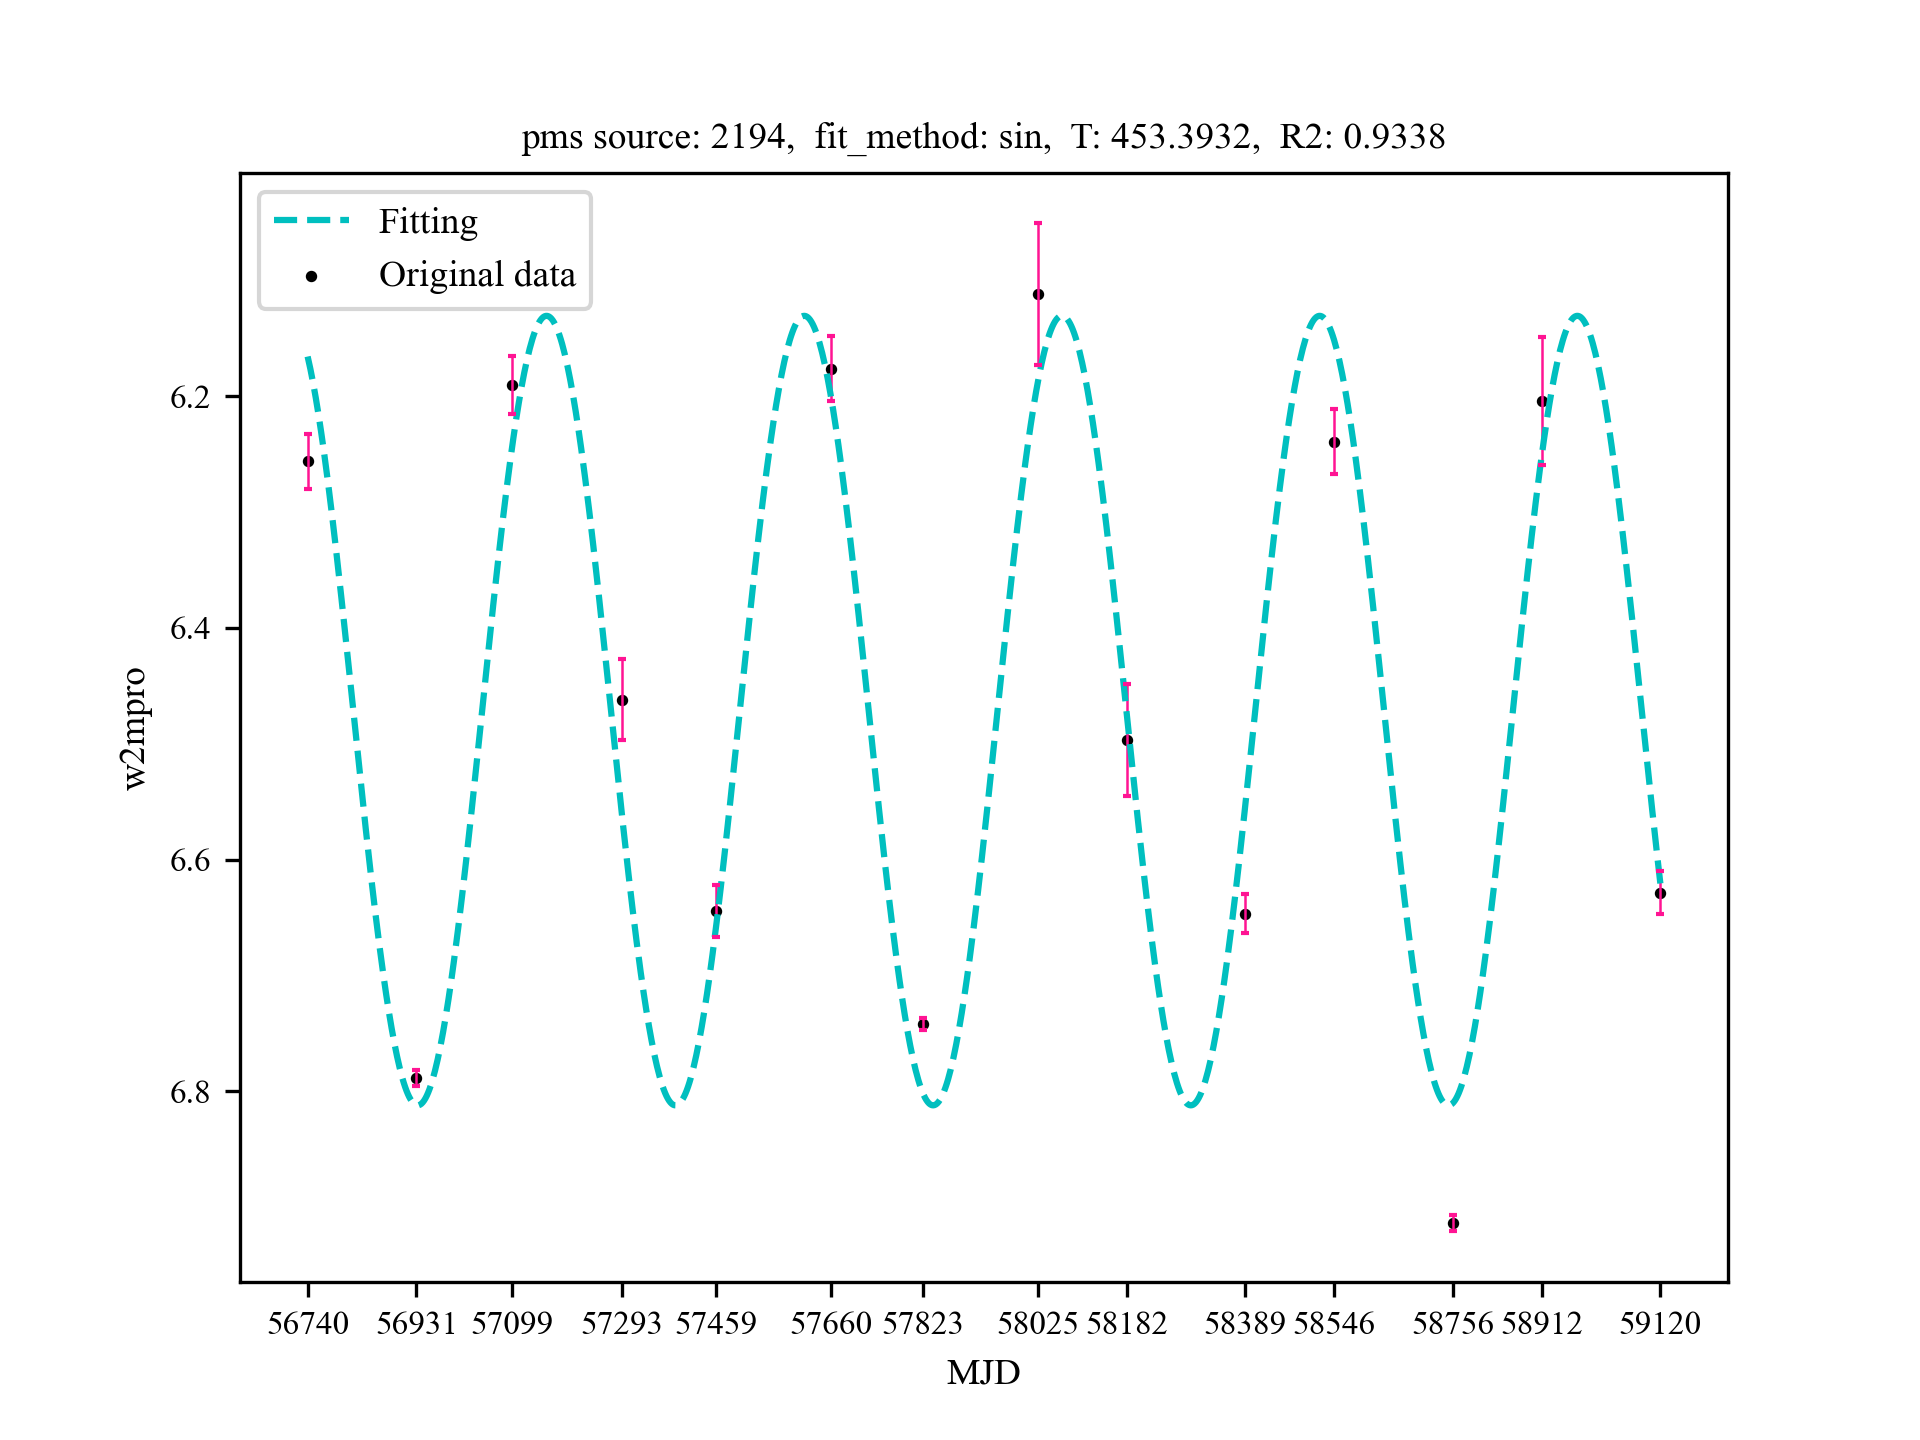 pms source: 2194,  fit_method: sin,  T: 453.3932,  R2: 0.9338
Fitting
Original data
6.2
6.4
6.6
6.8
w2mpro
56740 56931 57099 57293 57459 57660 57823 58025 58182 58389 58546 58756 58912 59120
MJD